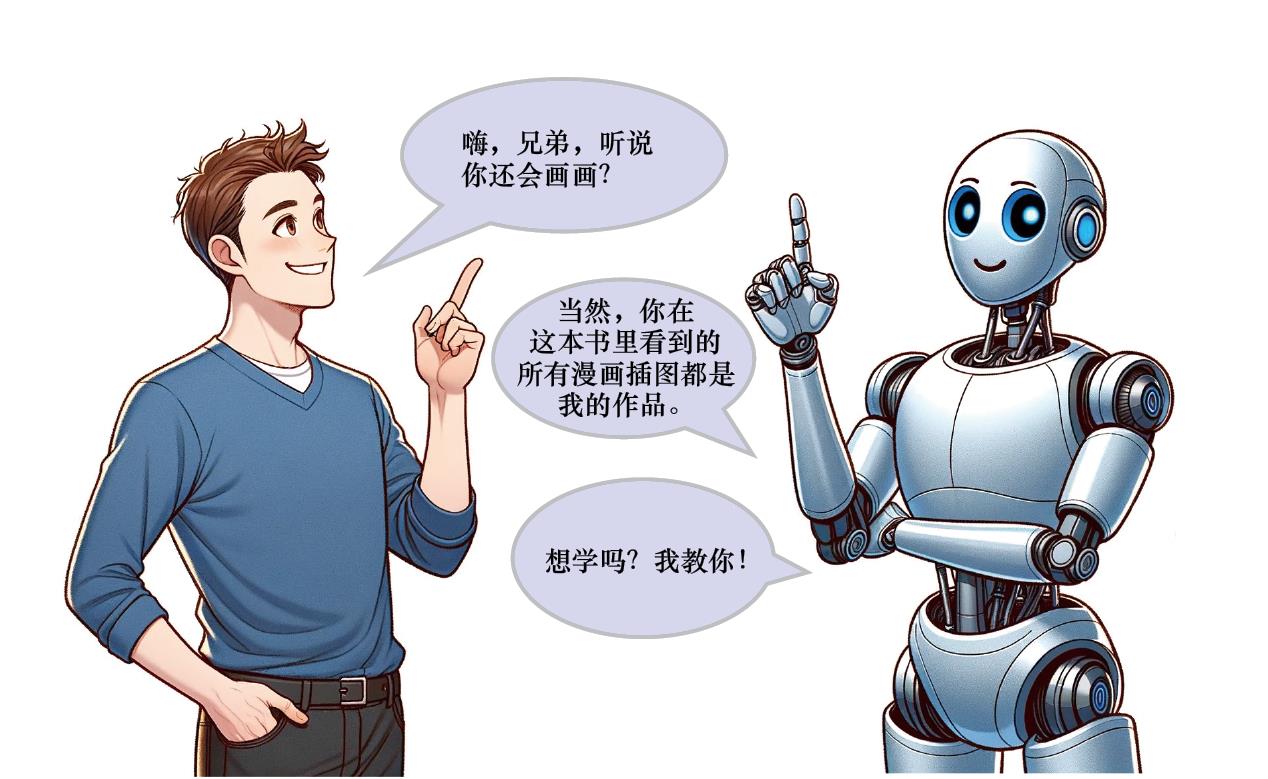 嗨，兄弟，听说
你还会画画？
当然，你在
这本书里看到的
所有漫画插图都是
我的作品。
想学吗？我教你！